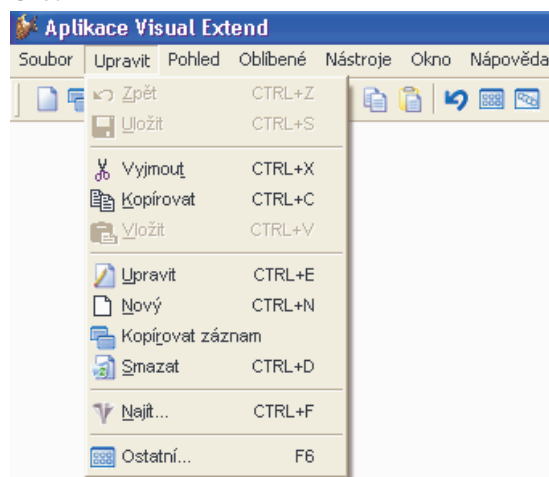 Aplikace Visual Extend
Soubor Upravit Pohled Oblíbené Nástroje Okno Nápověda
Zpět CTRL+Z
Uložit CTRL+S
Vyjmout CTRL+X
Kopírovat CTRL+C
Vložit CTRL+V
Upravit CTRL+E
Nový CTRL+N
Kopírovat záznam
Smazat CTRL+D
Najít... CTRL+F
Ostatní... F6